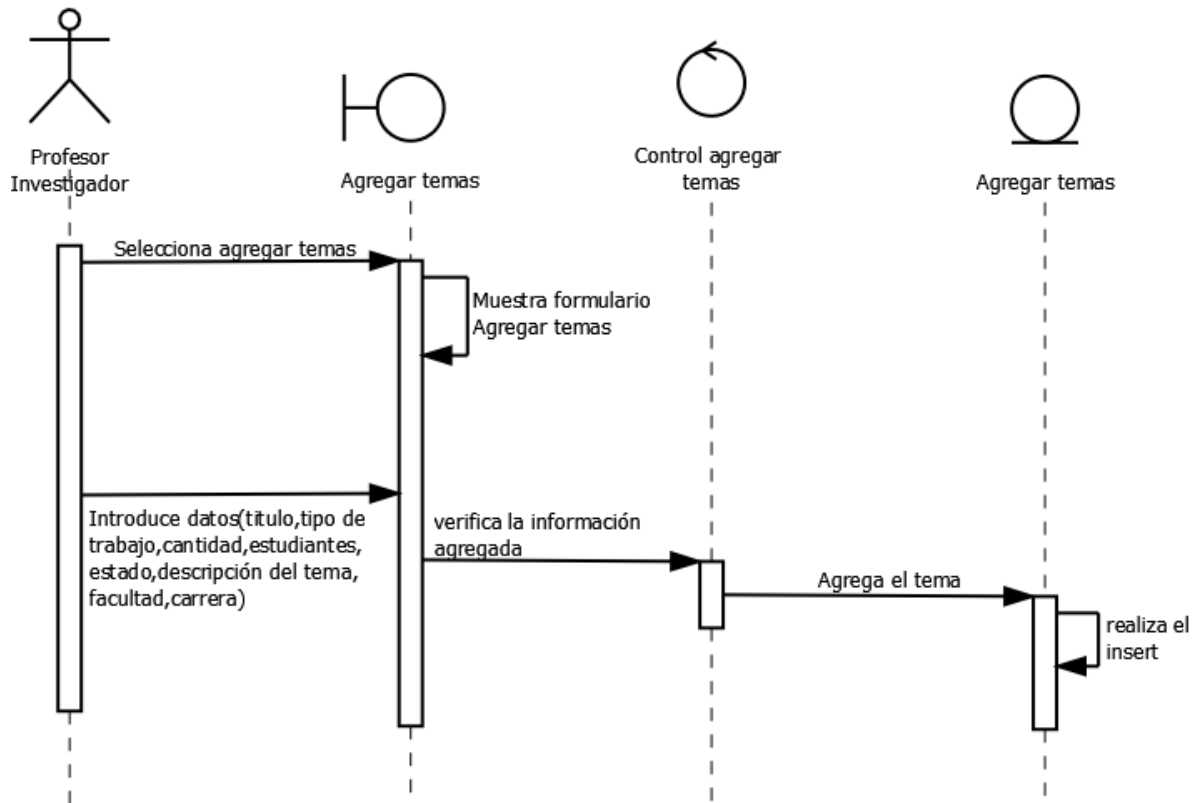 Profesor
Investigador
Agregar temas
Control agregar
temas
Agregar temas
Selecciona agregar temas
Muestra formulario
Agregar temas
Introduce datos(titulo,tipo de
trabajo,cantidad,estudiantes,
estado,descripción del tema,
facultad,carrera)
verifica la información
agregada
Agrega el tema
realiza el
insert